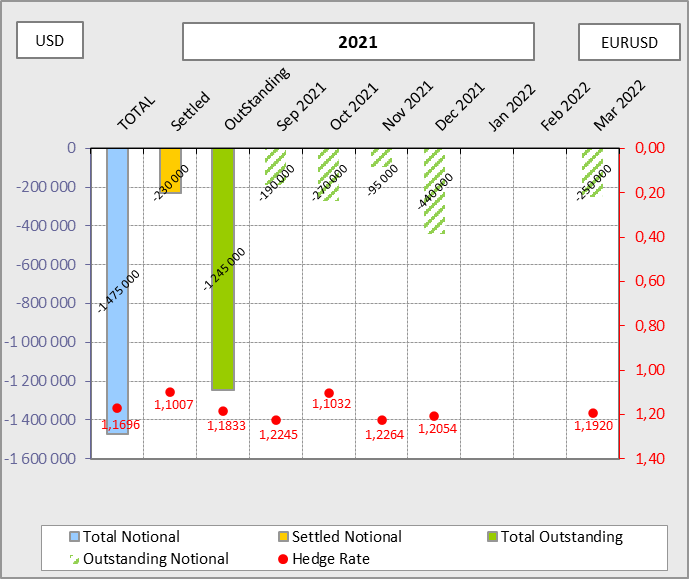 USD
2021
EURUSD
TOTAL
Settled
OutStanding
Sep 2021
Oct 2021
Nov 2021
Dec 2021
Jan 2022
Feb 2022
Mar 2022
0
-200 000
-400 000
-600 000
-800 000
-1 000 000
-1 200 000
-1 400 000
-1 600 000
-1 475 000
-230 000
-1 245 000
-190 000
-270 000
-95 000
-440 000
-250 000
1,1696
1,1007
1,1833
1,2245
1,1032
1,2264
1,2054
1,1920
0,00
0,20
0,40
0,60
0,80
1,00
1,20
1,40
Total Notional
Settled Notional
Total Outstanding
Outstanding Notional
Hedge Rate